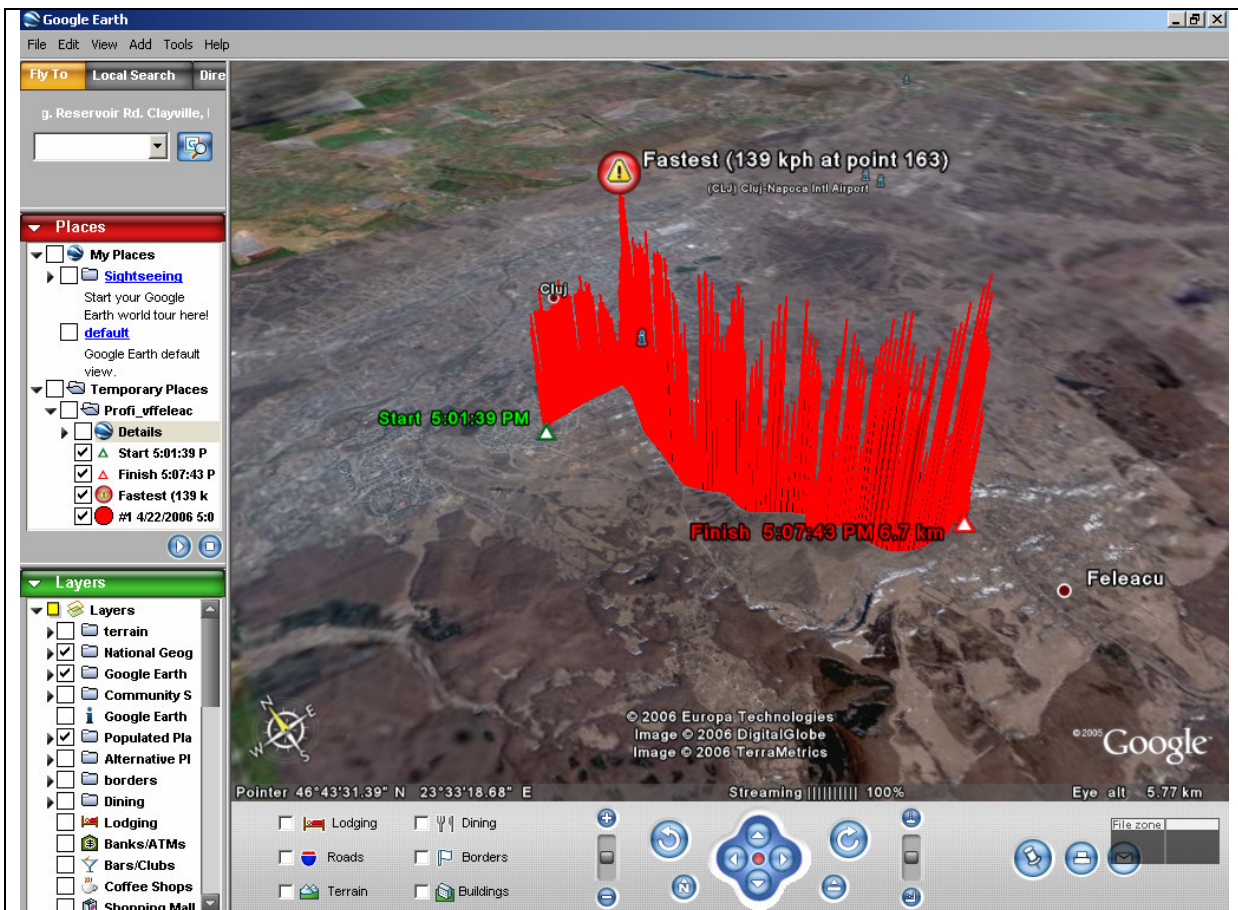 Google Earth
File Edit View Add Tools Help
Fly To Local Search Dire
g. Reservoir Rd. Clayville, I
Places
My Places
Sightseeing
Start your Google
Earth world tour here!
default
Google Earth default
view.
Temporary Places
Profi_vffeleac
Details
Start 5:01:39 P
Finish 5:07:43 P
Fastest (139 k
#1 4/22/2006 5:0
Layers
Layers
terrain
National Geog
Google Earth
Community S
Google Earth
Populated Pla
Alternative Pl
borders
Dining
Lodging
Banks/ATMs
Bars/Clubs
Coffee Shops
Shopping Mall
Fastest (139 kph at point 163)
(CLJ) Cluj-Napoca Intl Airport
Cluj
Start 5:01:39 PM
Finish 5:07:43 PM 6.7 km
Feleacu
N
E
W
S
© 2006 Europa Technologies
Image © 2006 DigitalGlobe
Image © 2006 TerraMetrics
©2005 Google
Pointer 46°43'31.39" N 23°33'18.68" E Streaming |||||||||| 100% Eye alt 5.77 km
Lodging Dining
Roads Borders
Terrain Buildings
N
File zone